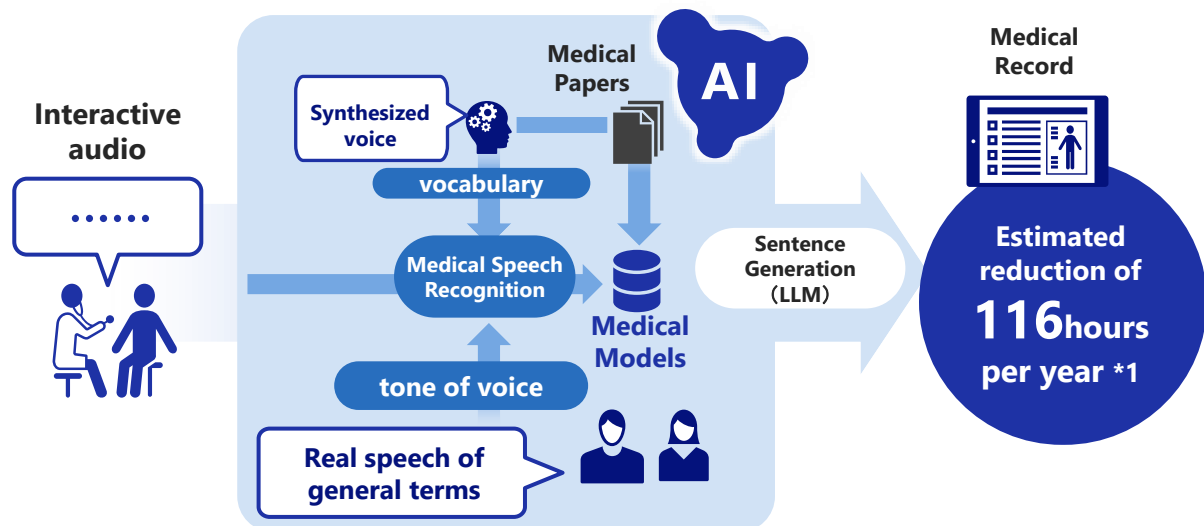 Interactive
audio
......
Synthesized
voice
Medical
Papers
AI
vocabulary
Medical Speech
Recognition
Medical
Models
tone of voice
Real speech of
general terms
Sentence
Generation
（LLM）
Medical
Record
Estimated
reduction of
116hours
per year *1